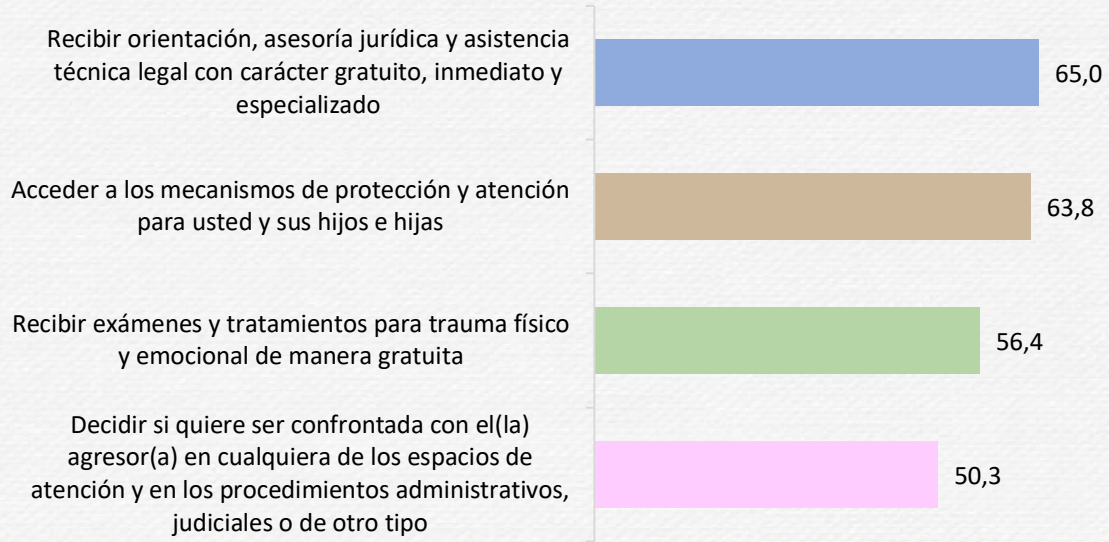 Recibir orientación, asesoría jurídica y asistencia
técnica legal con carácter gratuito, inmediato y
especializado
65,0
Acceder a los mecanismos de protección y atención
para usted y sus hijos e hijas
63,8
Recibir exámenes y tratamientos para trauma físico
y emocional de manera gratuita
56,4
Decidir si quiere ser confrontada con el(la)
agresor(a) en cualquiera de los espacios de
atención y en los procedimientos administrativos,
judiciales o de otro tipo
50,3